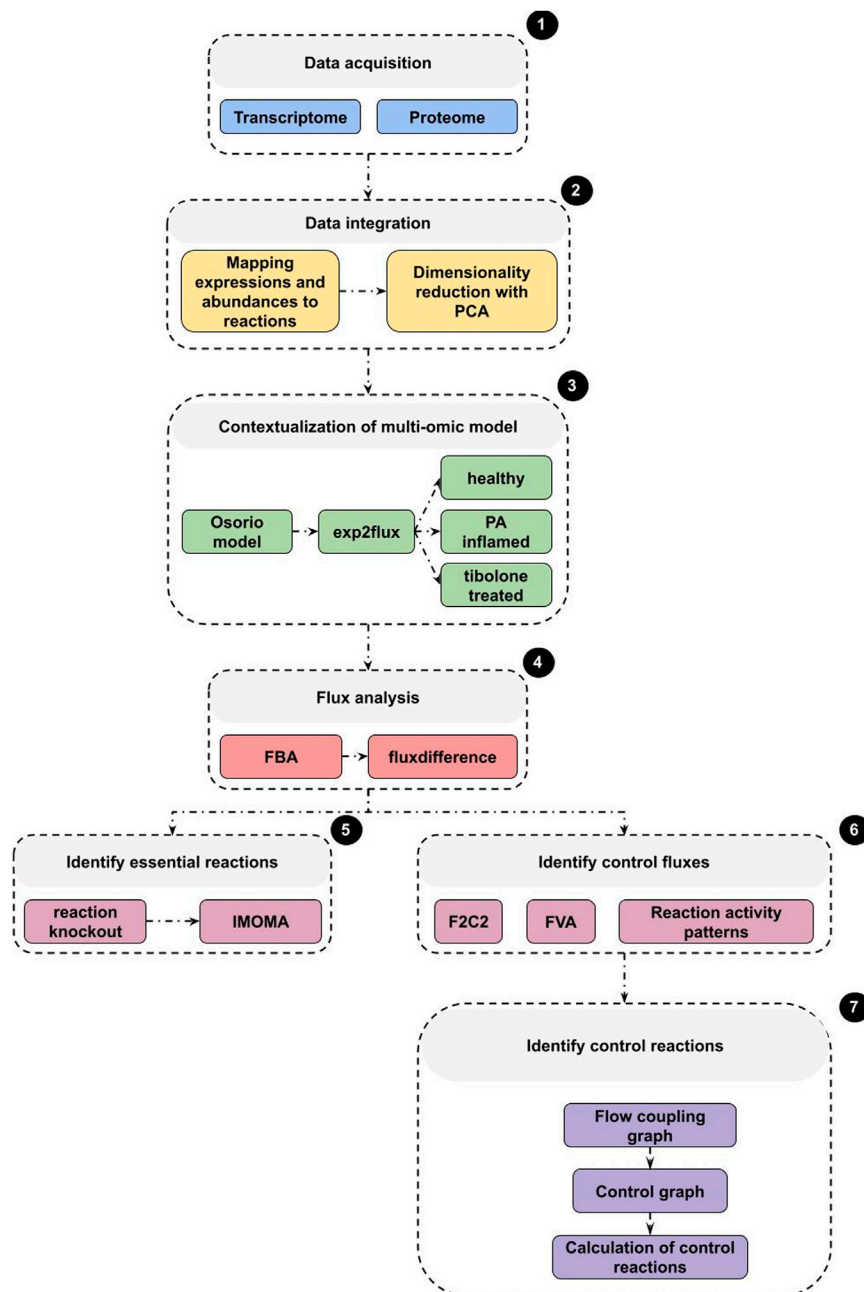 1
Data acquisition
Transcriptome
Proteome
2
Data integration
Mapping
expressions and
abundances to
reactions
Dimensionality
reduction with
PCA
3
Contextualization of multi-omic model
Osorio
model
exp2flux
healthy
PA
inflamed
tibolone
treated
4
Flux analysis
FBA
fluxdifference
5
Identify essential reactions
reaction
knockout
lMOMA
6
Identify control fluxes
F2C2
FVA
Reaction activity
patterns
7
Identify control reactions
Flow coupling
graph
Control graph
Calculation of control
reactions